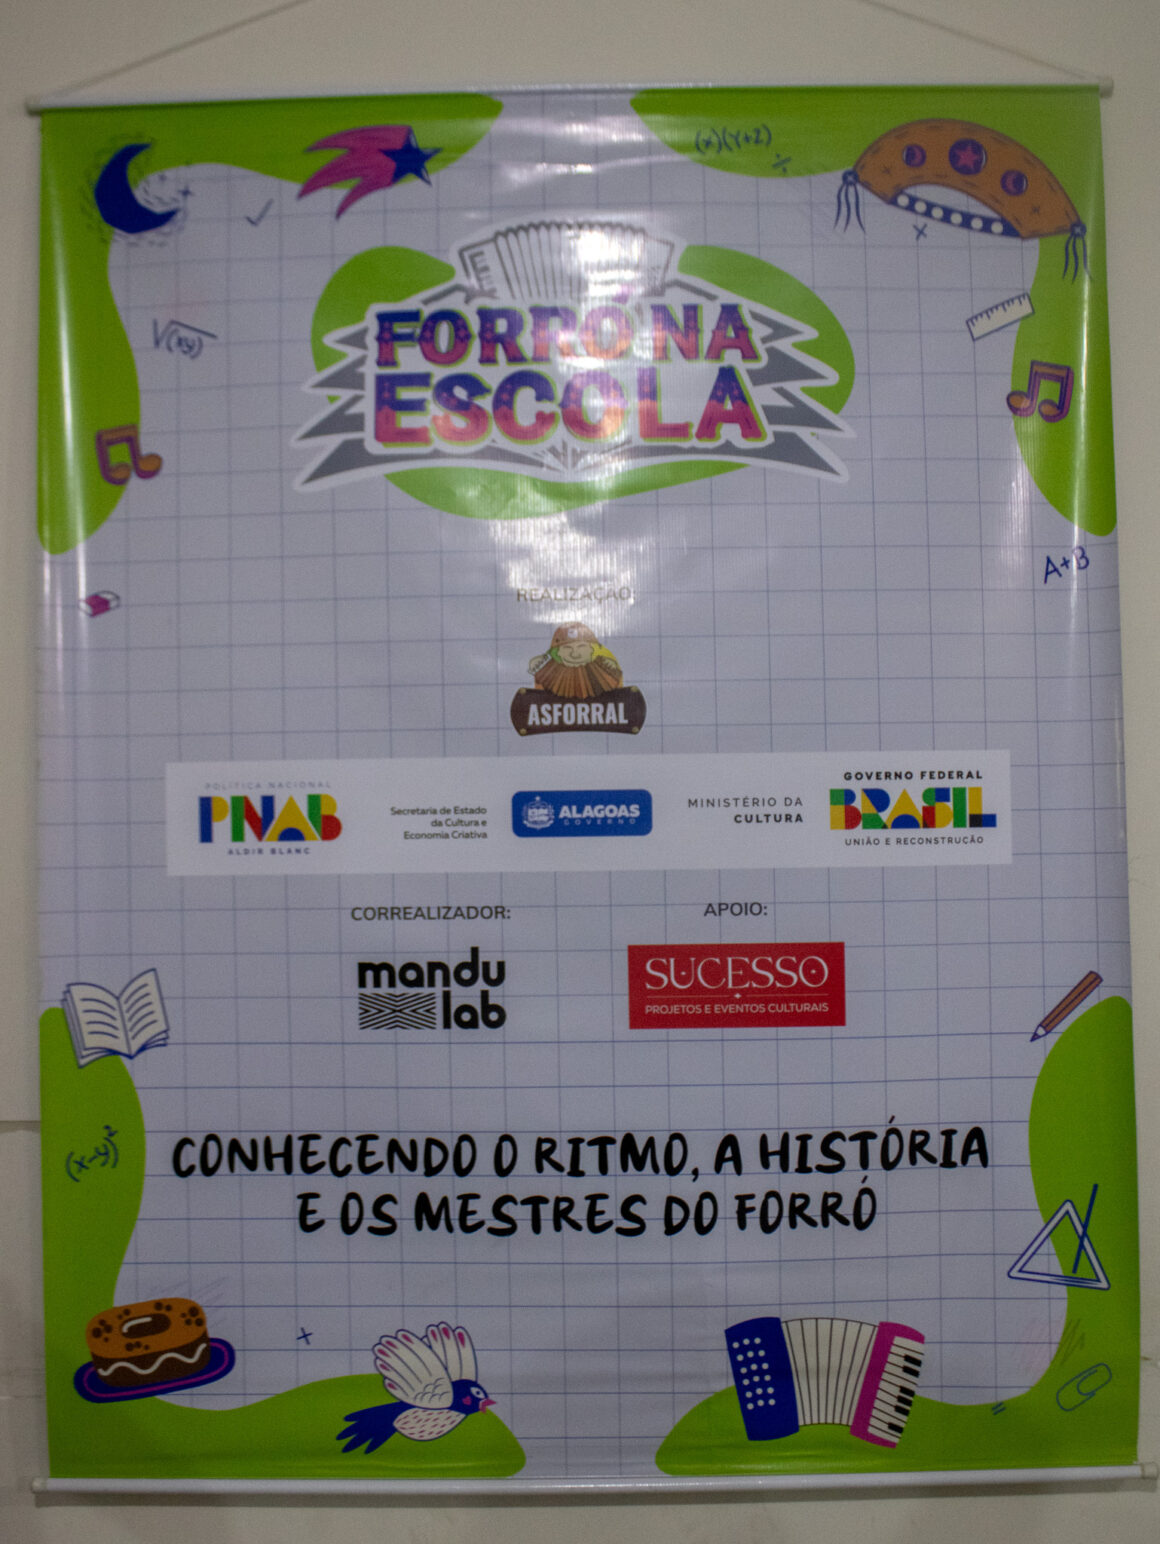 (x)(Y+Z)
÷
√(xy)
x
FORRÓ NA
ESCOLA
A+B
REALIZAÇÃO:
ASFORRAL
POLÍTICA NACIONAL
PNAB
ALDIR BLANC
Secretaria de Estado
da Cultura e
Economia Criativa
ALAGOAS
GOVERNO
MINISTÉRIO DA
CULTURA
GOVERNO FEDERAL
BRASIL
UNIÃO E RECONSTRUÇÃO
CORREALIZADOR:
mandu
lab
APOIO:
SUCESSO
PROJETOS E EVENTOS CULTURAIS
CONHECENDO O RITMO, A HISTÓRIA
E OS MESTRES DO FORRÓ
+
=